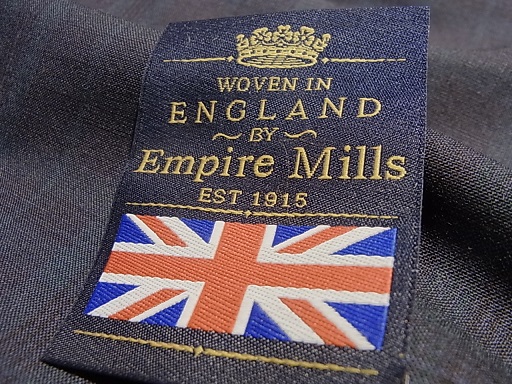 WOVEN IN
ENGLAND
~BY~
Empire Mills
EST 1915